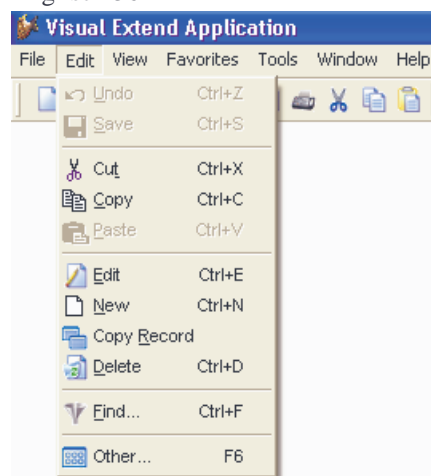 Visual Extend Application
File Edit View Favorites Tools Window Help
Undo Ctrl+Z
Save Ctrl+S
Cut Ctrl+X
Copy Ctrl+C
Paste Ctrl+V
Edit Ctrl+E
New Ctrl+N
Copy Record
Delete Ctrl+D
Find... Ctrl+F
Other... F6